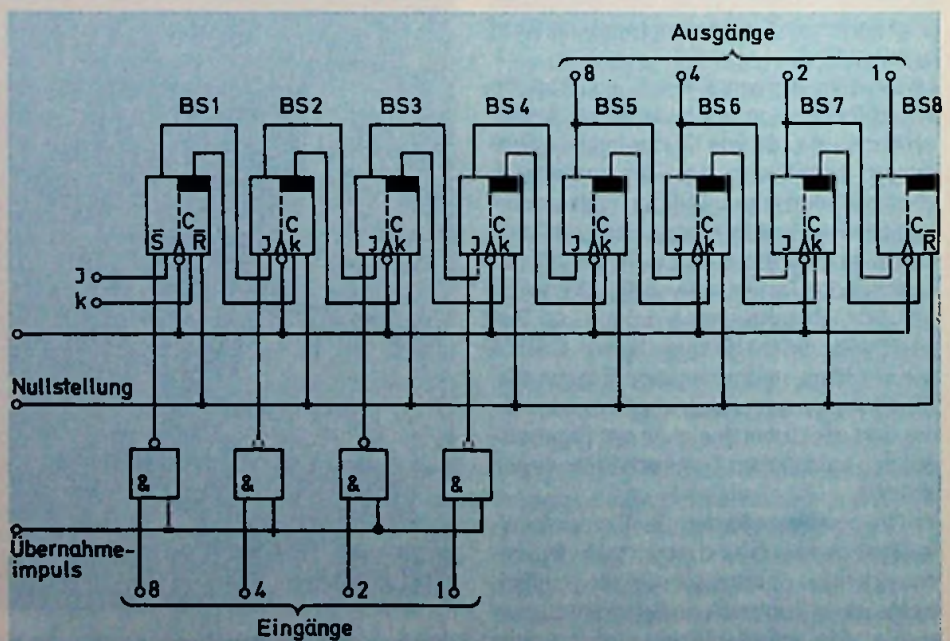 Ausgänge
8 4 2 1
BS1 BS2 BS3 BS4 BS5 BS6 BS7 BS8
C C C C C C C C
S̅ R̅ J k J k J k J k J k J k R̅
J
k
Nullstellung
& & & &
Übernahme-
impuls
8 4 2 1
Eingänge